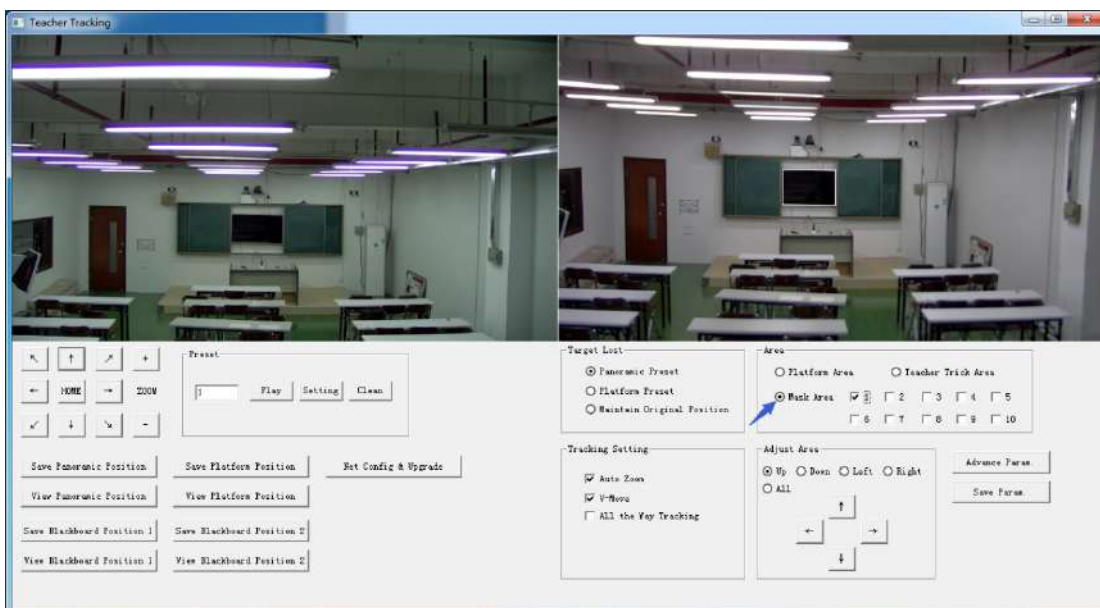 Teacher Tracking
Preset
HOME
ZOOM
1
Play
Setting
Clean
Save Panoramic Position
Save Platform Position
Net Config & Upgrade
View Panoramic Position
View Platform Position
Save Blackboard Position 1
Save Blackboard Position 2
View Blackboard Position 1
View Blackboard Position 2
Target Lost
Panoramic Preset
Platform Preset
Maintain Original Position
Area
Platform Area
Teacher Trick Area
Mask Area
1 2 3 4 5
6 7 8 9 10
Tracking Setting
Auto Zoom
V-Move
All the Way Tracking
Adjust Area
Up Down Left Right
All
Advance Param.
Save Param.